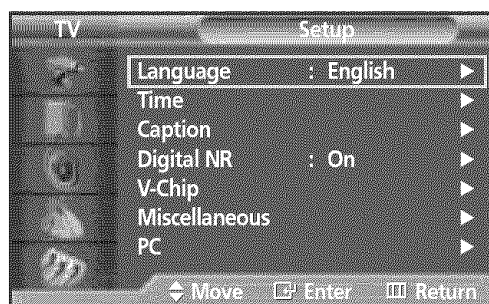 TV Setup
Language : English
Time
Caption
Digital NR : On
V-Chip
Miscellaneous
PC
Move Enter Return